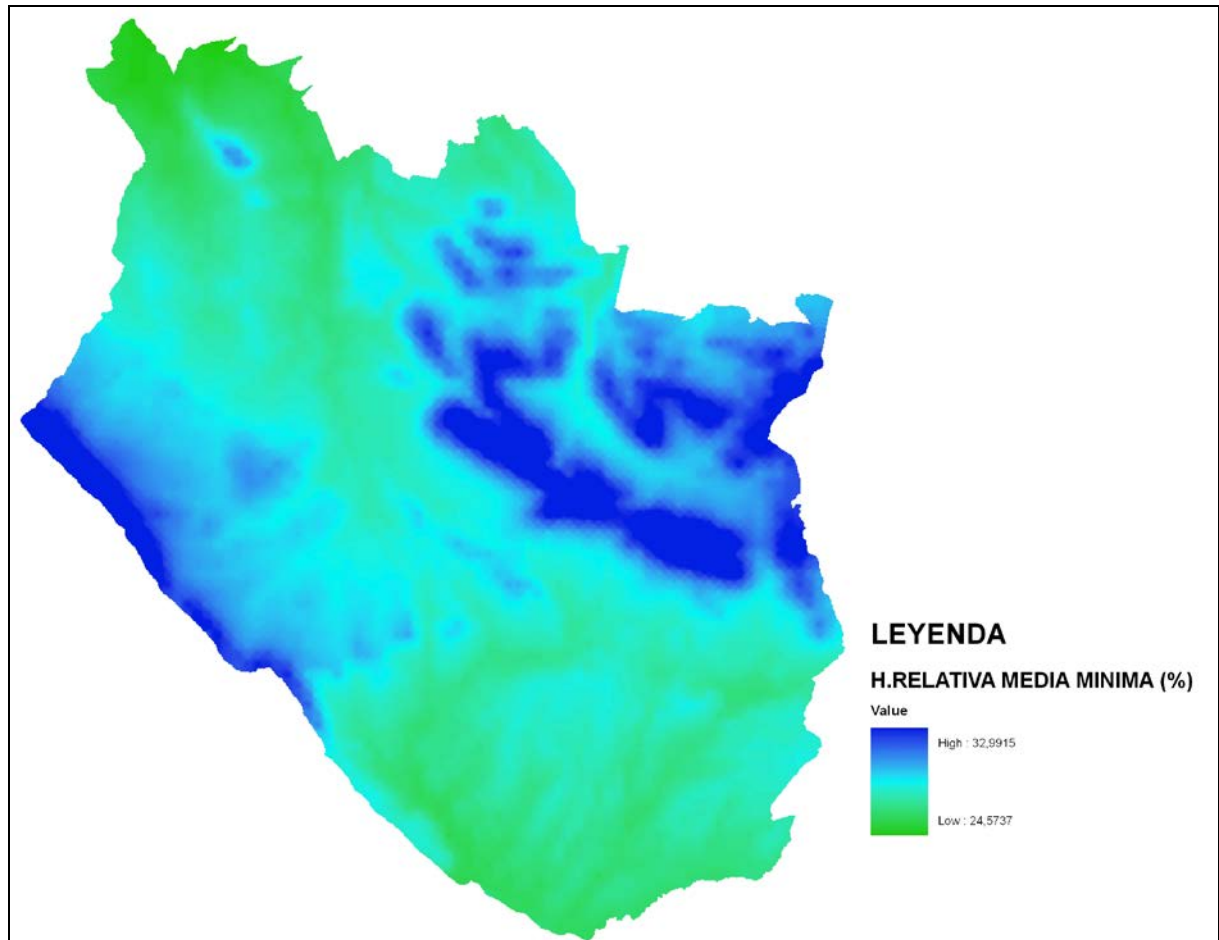 LEYENDA
H.RELATIVA MEDIA MINIMA (%)
Value
High : 32,9915
Low : 24,5737